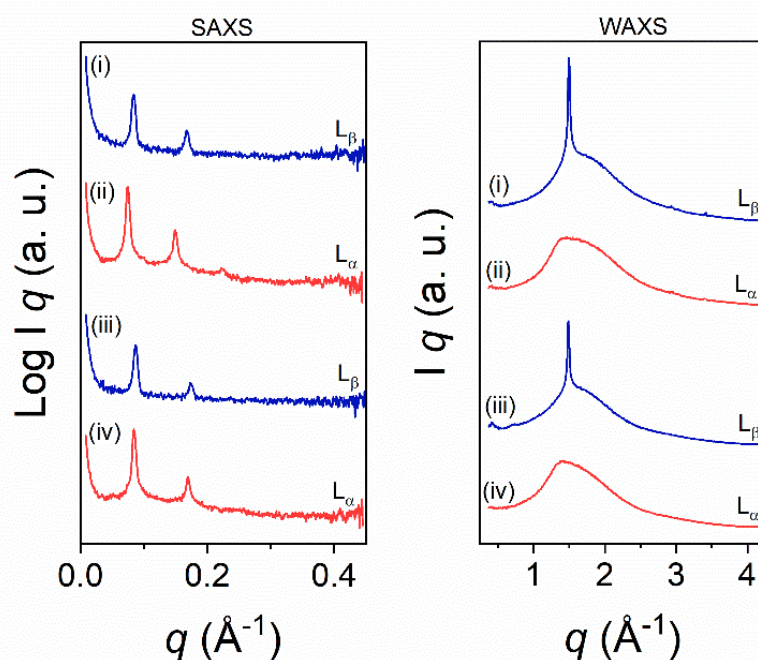 SAXS
(i)
Lβ
(ii)
Lα
(iii)
Lβ
(iv)
Lα
Log I q (a. u.)
0.0 0.2 0.4
q (Å⁻¹)
WAXS
(i)
Lβ
(ii)
Lα
(iii)
Lβ
(iv)
Lα
I q (a. u.)
1 2 3 4
q (Å⁻¹)